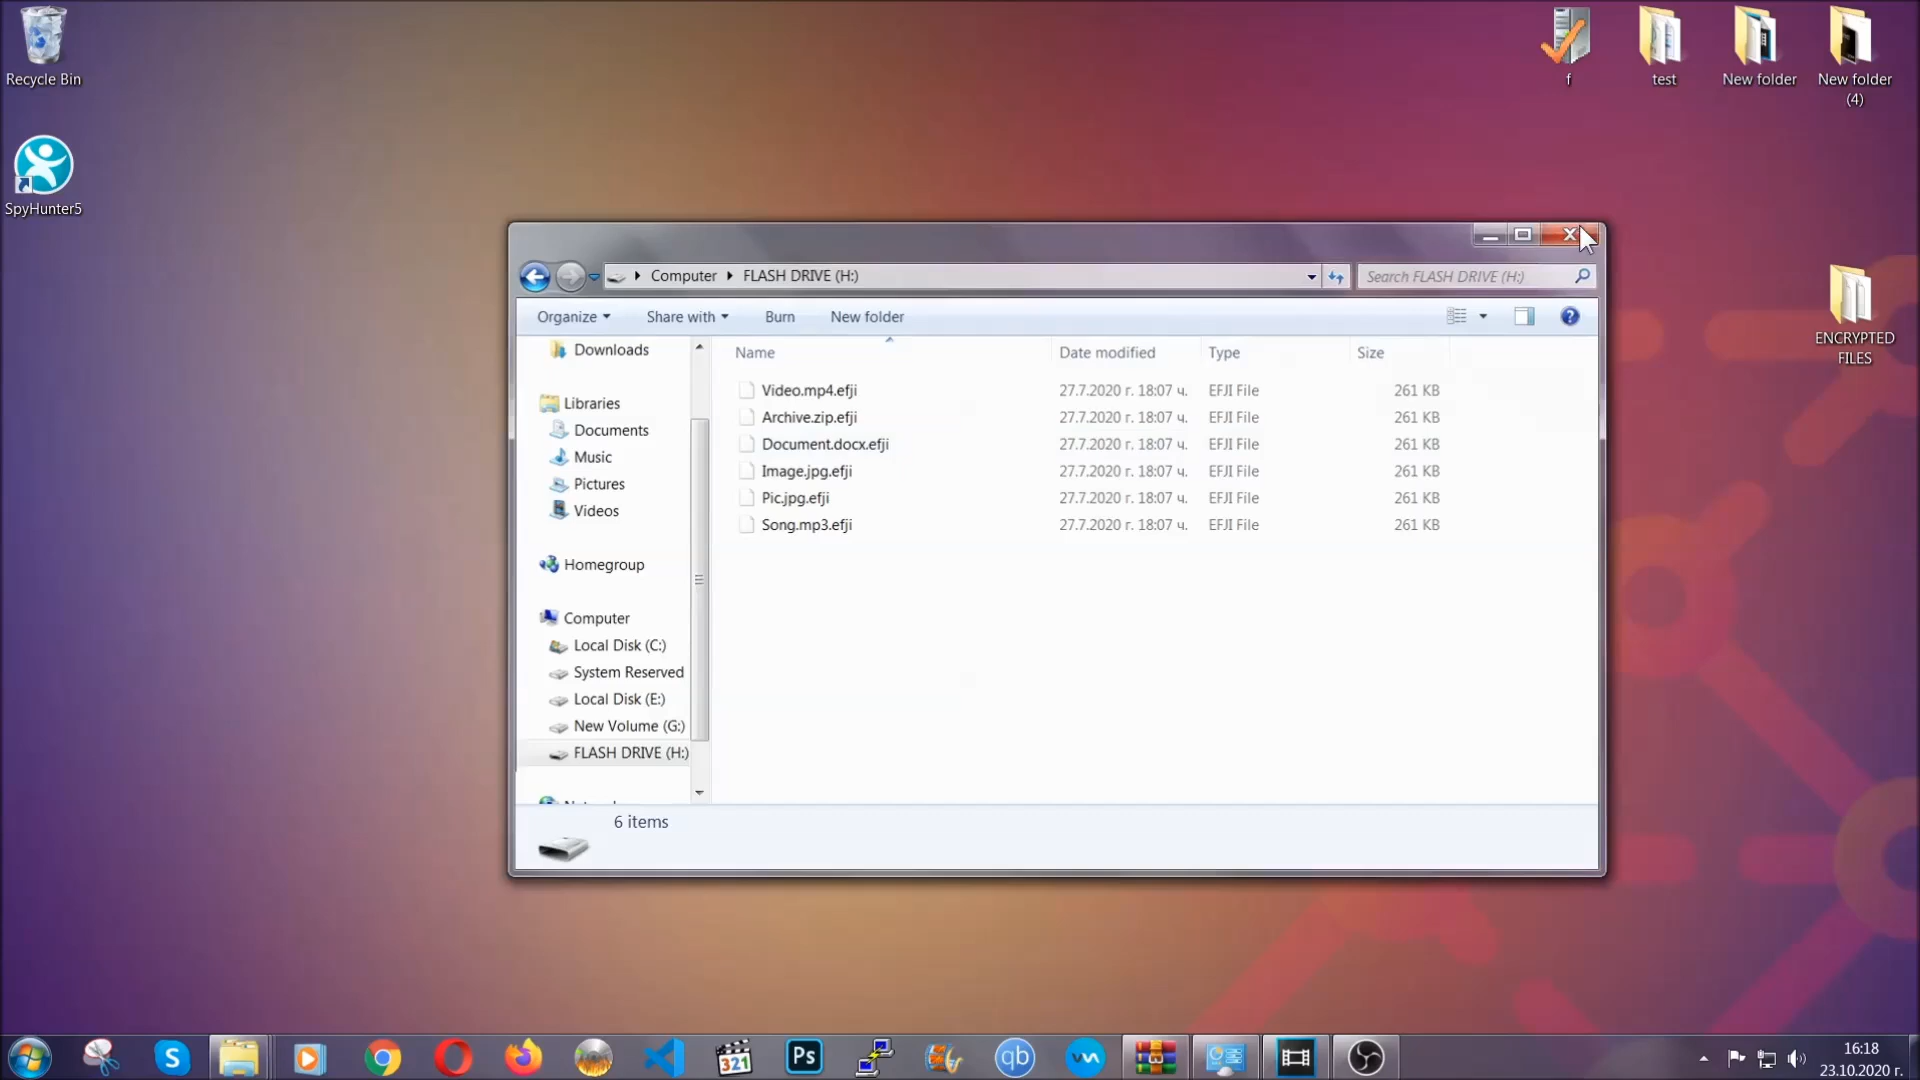 Recycle Bin
SpyHunter5
f
test
New folder
New folder
(4)
ENCRYPTED
FILES
Computer FLASH DRIVE (H:)
Search FLASH DRIVE (H:)
Organize Share with Burn New folder
Downloads
Libraries
Documents
Music
Pictures
Videos
Homegroup
Computer
Local Disk (C:)
System Reserved
Local Disk (E:)
New Volume (G:)
FLASH DRIVE (H:)
Name Date modified Type Size
Video.mp4.efji 27.7.2020 г. 18:07 ч. EFJI File 261 KB
Archive.zip.efji 27.7.2020 г. 18:07 ч. EFJI File 261 KB
Document.docx.efji 27.7.2020 г. 18:07 ч. EFJI File 261 KB
Image.jpg.efji 27.7.2020 г. 18:07 ч. EFJI File 261 KB
Pic.jpg.efji 27.7.2020 г. 18:07 ч. EFJI File 261 KB
Song.mp3.efji 27.7.2020 г. 18:07 ч. EFJI File 261 KB
6 items
S
321
Ps
qb
16:18
23.10.2020 г.